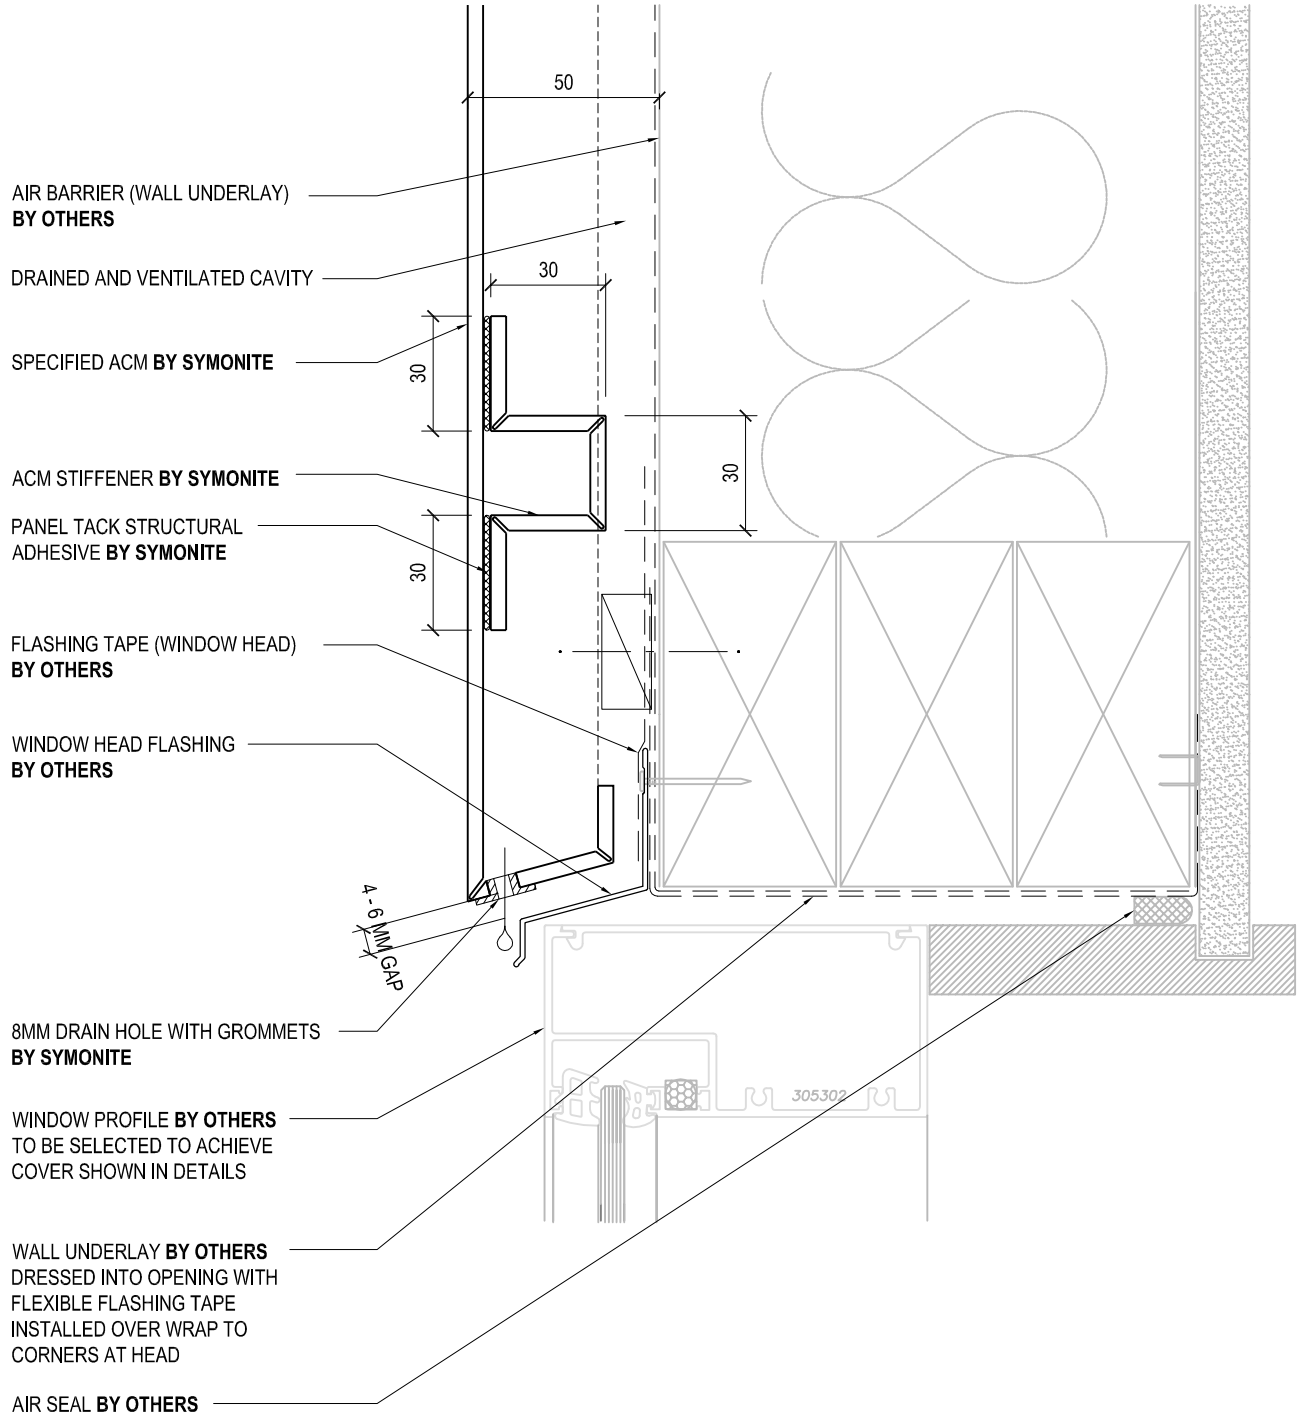 50
AIR BARRIER (WALL UNDERLAY)
BY OTHERS
DRAINED AND VENTILATED CAVITY
30
SPECIFIED ACM BY SYMONITE
30
ACM STIFFENER BY SYMONITE
30
PANEL TACK STRUCTURAL
ADHESIVE BY SYMONITE
30
FLASHING TAPE (WINDOW HEAD)
BY OTHERS
WINDOW HEAD FLASHING
BY OTHERS
4 - 6 MM GAP
8MM DRAIN HOLE WITH GROMMETS
BY SYMONITE
305302
WINDOW PROFILE BY OTHERS
TO BE SELECTED TO ACHIEVE
COVER SHOWN IN DETAILS
WALL UNDERLAY BY OTHERS
DRESSED INTO OPENING WITH
FLEXIBLE FLASHING TAPE
INSTALLED OVER WRAP TO
CORNERS AT HEAD
AIR SEAL BY OTHERS